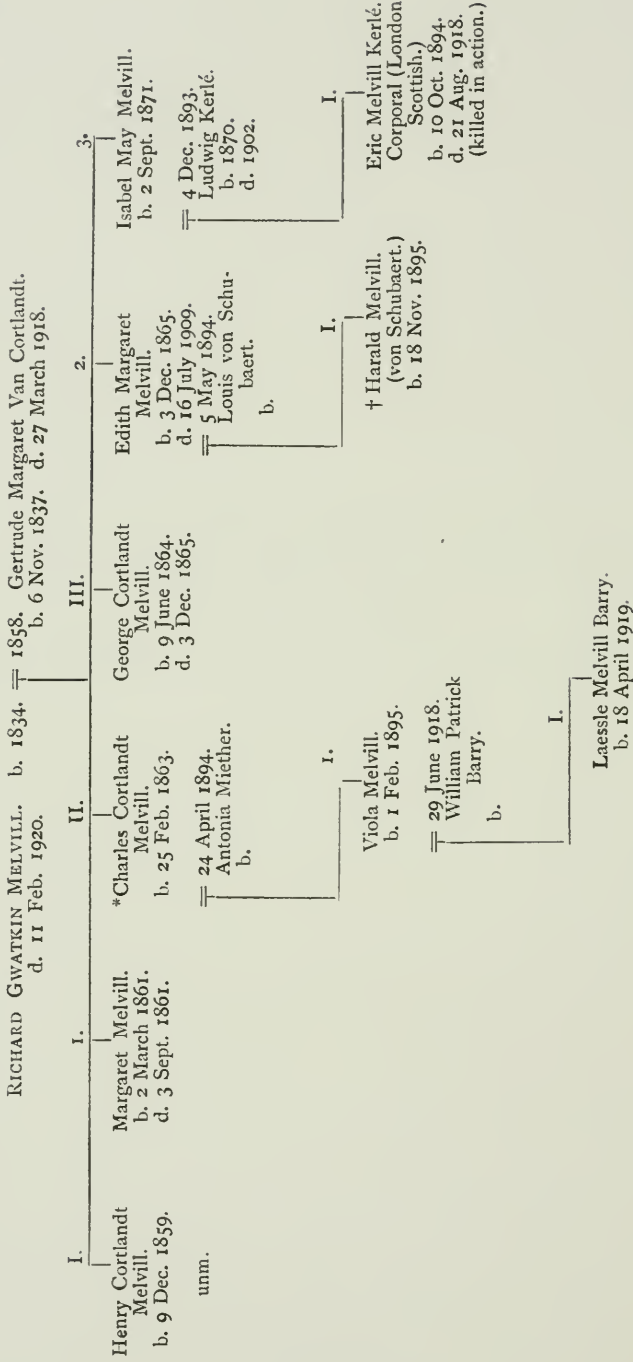 RICHARD GWATKIN MELVILL. b. 1834. = 1858. Gertrude Margaret Van Cortlandt.
d. 11 Feb. 1920. b. 6 Nov. 1837. d. 27 March 1918.
I.
Henry Cortlandt
Melvill.
b. 9 Dec. 1859.
unm.
1.
Margaret Melvill.
b. 2 March 1861.
d. 3 Sept. 1861.
II.
*Charles Cortlandt
Melvill.
b. 25 Feb. 1863.
= 24 April 1894.
Antonia Miether.
b.
1.
Viola Melvill.
b. 1 Feb. 1895.
= 29 June 1918.
William Patrick
Barry.
b.
I.
Laessle Melvill Barry.
b. 18 April 1919.
III.
George Cortlandt
Melvill.
b. 9 June 1864.
d. 3 Dec. 1865.
2.
Edith Margaret
Melvill.
b. 3 Dec. 1865.
d. 16 July 1909.
= 5 May 1894.
Louis von Schu-
baert.
b.
I.
† Harald Melvill.
(von Schubaert.)
b. 18 Nov. 1895.
3.
Isabel May Melvill.
b. 2 Sept. 1871.
= 4 Dec. 1893.
Ludwig Kerlé.
b. 1870.
d. 1902.
I.
Eric Melvill Kerlé.
Corporal (London
Scottish.)
b. 10 Oct. 1894.
d. 21 Aug. 1918.
(killed in action.)